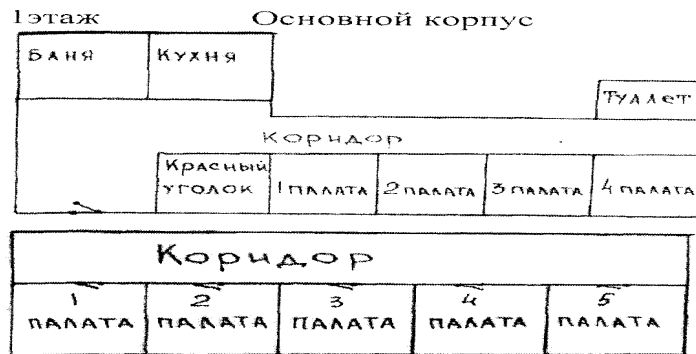 1этаж Основной корпус
БАНЯ КУХНЯ
ТУЛЛЕТ
Коридор
КРАСНЫЙ
УГОЛОК 1 ПАЛАТА 2 ПАЛАТА 3 ПАЛАТА 4 ПАЛАТА
Коридор
1 2 3 4 5
ПАЛАТА ПАЛАТА ПАЛАТА ПАЛАТА ПАЛАТА